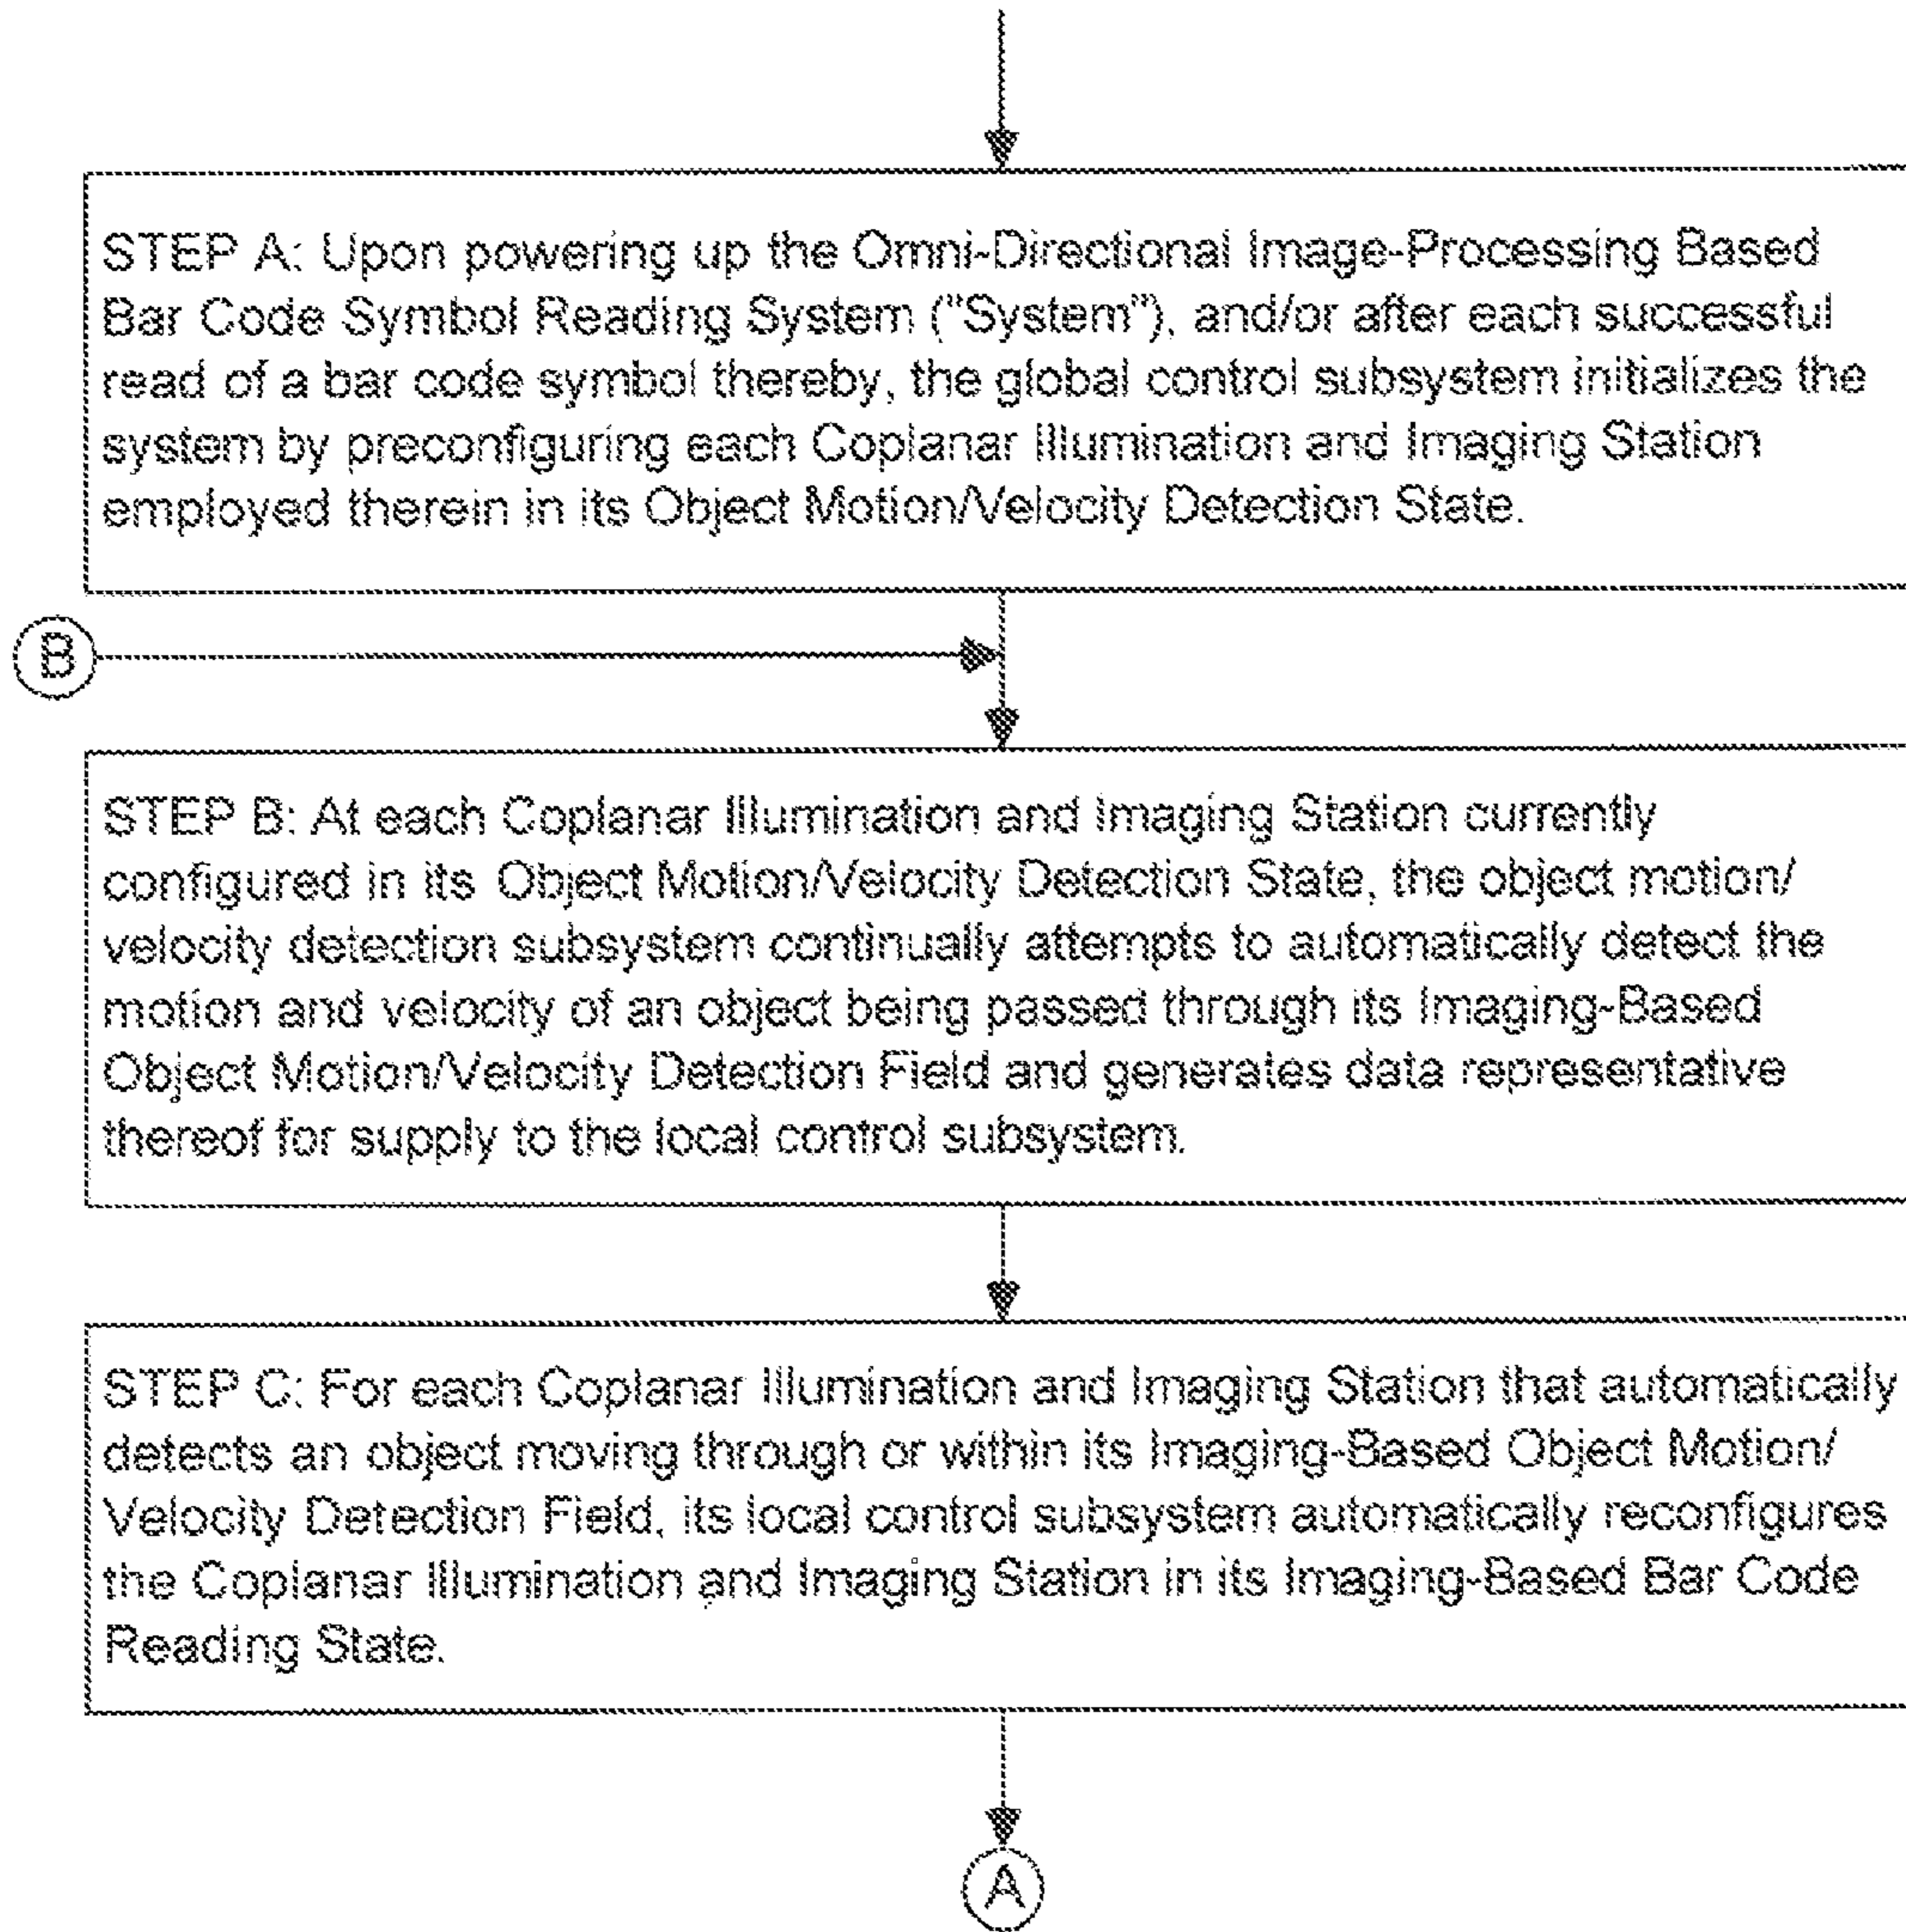 STEP A: Upon powering up the Omni-Directional Image-Processing Based
Bar Code Symbol Reading System ("System"), and/or after each successful
read of a bar code symbol thereby, the global control subsystem initializes the
system by preconfiguring each Coplanar Illumination and Imaging Station
employed therein in its Object Motion/Velocity Detection State.
B
STEP B: At each Coplanar Illumination and Imaging Station currently
configured in its Object Motion/Velocity Detection State, the object motion/
velocity detection subsystem continually attempts to automatically detect the
motion and velocity of an object being passed through its Imaging-Based
Object Motion/Velocity Detection Field and generates data representative
thereof for supply to the local control subsystem.
STEP C: For each Coplanar Illumination and Imaging Station that automatically
detects an object moving through or within its Imaging-Based Object Motion/
Velocity Detection Field, its local control subsystem automatically reconfigures
the Coplanar Illumination and Imaging Station in its Imaging-Based Bar Code
Reading State.
A